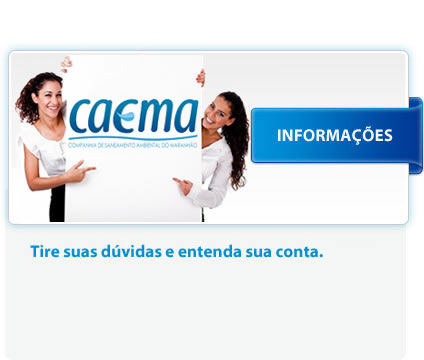 caema
COMPANHIA DE SANEAMENTO AMBIENTAL DO MARANHÃO
INFORMAÇÕES
Tire suas dúvidas e entenda sua conta.